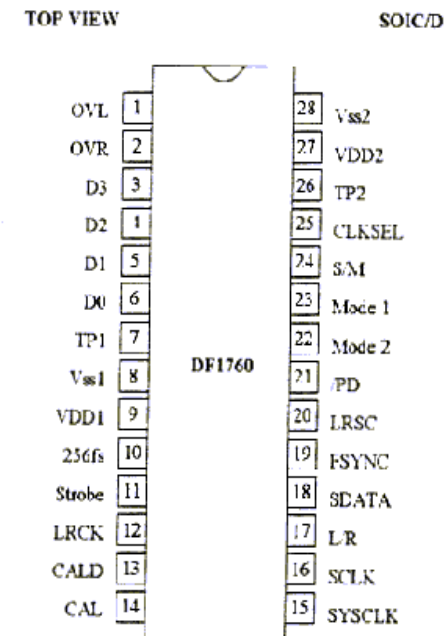 TOP VIEW SOIC/D
OVL 1 28 Vss2
OVR 2 27 VDD2
D3 3 26 TP2
D2 4 25 CLKSEL
D1 5 24 S/M
D0 6 23 Mode 1
TP1 7 22 Mode 2
DF1760
Vss1 8 21 /PD
VDD1 9 20 LRSC
256fs 10 19 FSYNC
Strobe 11 18 SDATA
LRCK 12 17 L/R
CALD 13 16 SCLK
CAL 14 15 SYSCLK